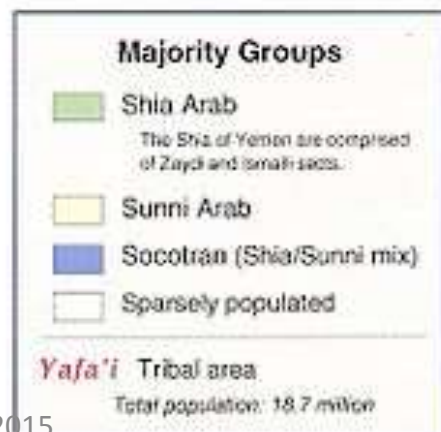 Majority Groups
Shia Arab
The Shia of Yemen are comprised
of Zaydi and Ismaili sects.
Sunni Arab
Socotran (Shia/Sunni mix)
Sparsely populated
Yafa'i Tribal area
Total population: 18.7 million
2015